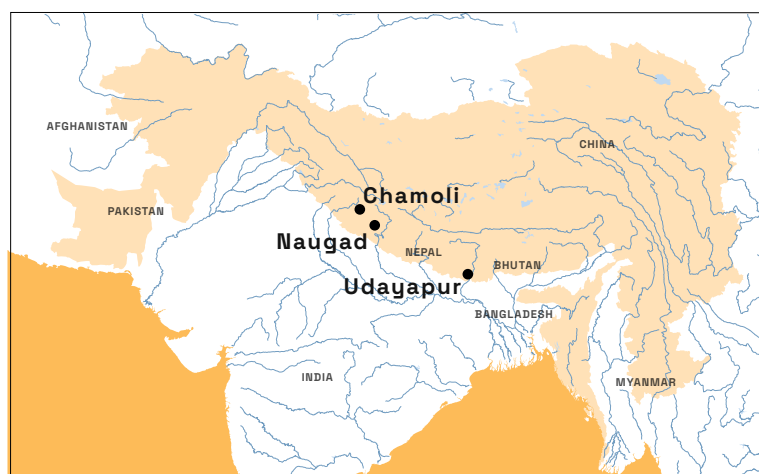 AFGHANISTAN
CHINA
Chamoli
PAKISTAN
Naugad
NEPAL
BHUTAN
Udayapur
BANGLADESH
INDIA
MYANMAR